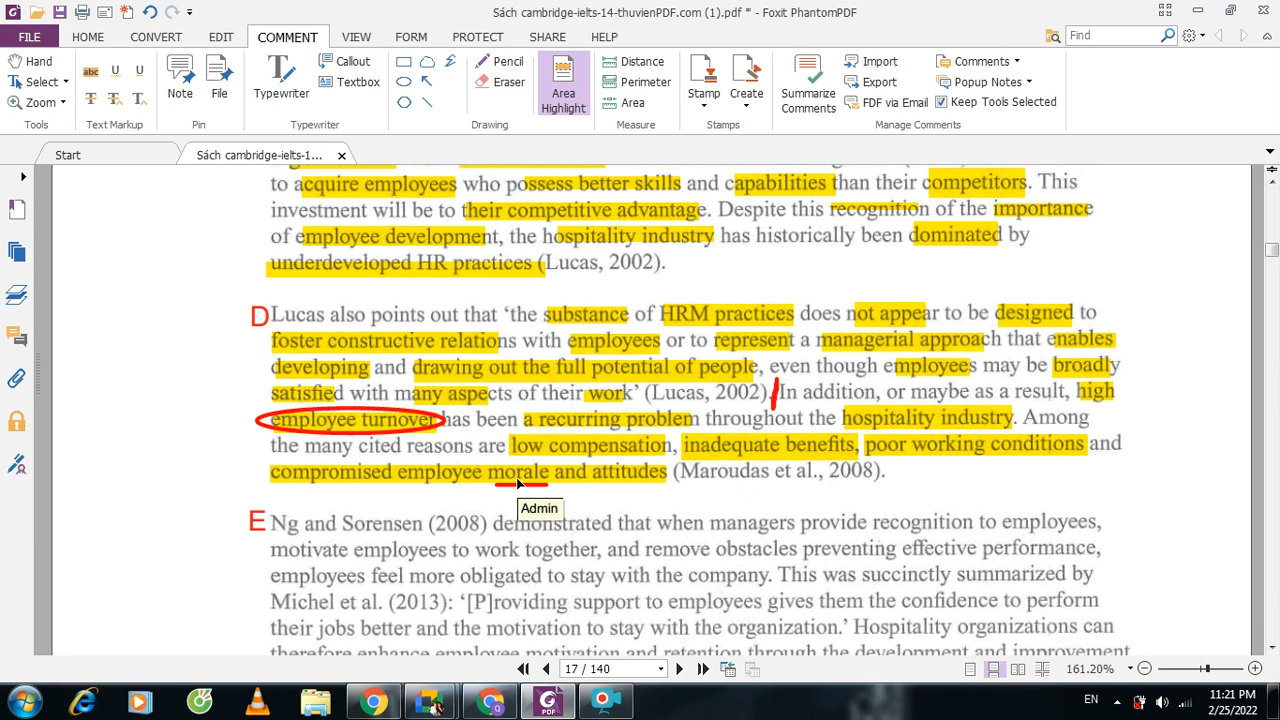 Sách cambridge-ielts-14-thuvienPDF.com (1).pdf * - Foxit PhantomPDF
FILE HOME CONVERT EDIT COMMENT VIEW FORM PROTECT SHARE HELP Find
Hand Callout Pencil Distance Import Comments
Select Note File Typewriter Textbox Eraser Area Highlight Perimeter Stamp Create Summarize Comments Export Popup Notes
Zoom Area FDF via Email Keep Tools Selected
Tools Text Markup Pin Typewriter Drawing Measure Stamps Manage Comments
Start Sách cambridge-ielts-1...
to acquire employees who possess better skills and capabilities than their competitors. This
investment will be to their competitive advantage. Despite this recognition of the importance
of employee development, the hospitality industry has historically been dominated by
underdeveloped HR practices (Lucas, 2002).
D Lucas also points out that ‘the substance of HRM practices does not appear to be designed to
foster constructive relations with employees or to represent a managerial approach that enables
developing and drawing out the full potential of people, even though employees may be broadly
satisfied with many aspects of their work’ (Lucas, 2002). In addition, or maybe as a result, high
employee turnover has been a recurring problem throughout the hospitality industry. Among
the many cited reasons are low compensation, inadequate benefits, poor working conditions and
compromised employee morale and attitudes (Maroudas et al., 2008).
Admin
E Ng and Sorensen (2008) demonstrated that when managers provide recognition to employees,
motivate employees to work together, and remove obstacles preventing effective performance,
employees feel more obligated to stay with the company. This was succinctly summarized by
Michel et al. (2013): ‘[P]roviding support to employees gives them the confidence to perform
their jobs better and the motivation to stay with the organization.’ Hospitality organizations can
therefore enhance employee motivation and retention through the development and improvement
17 / 140 161.20%
EN 11:21 PM
2/25/2022